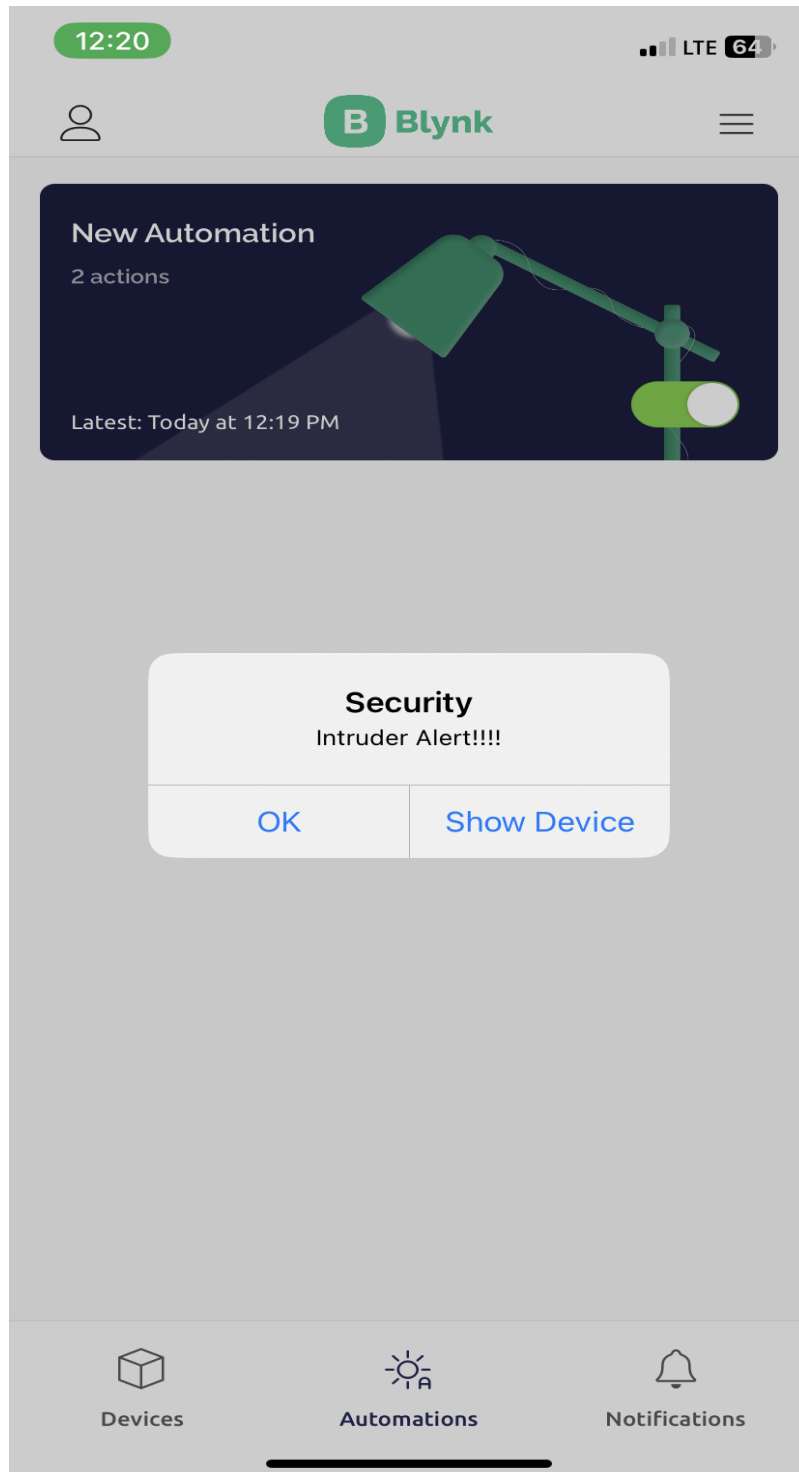 12:20
LTE 64
B Blynk
New Automation
2 actions
Latest: Today at 12:19 PM
Security
Intruder Alert!!!!
OK
Show Device
A
Devices
Automations
Notifications